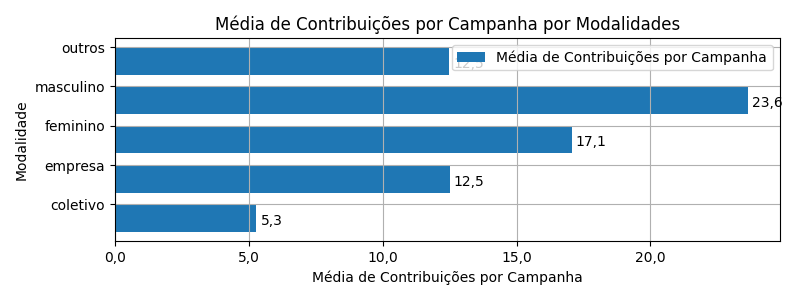 Média de Contribuições por Campanha por Modalidades
Média de Contribuições por Campanha
outros
12,5
masculino
23,6
feminino
17,1
empresa
12,5
coletivo
5,3
Modalidade
0,0 5,0 10,0 15,0 20,0
Média de Contribuições por Campanha